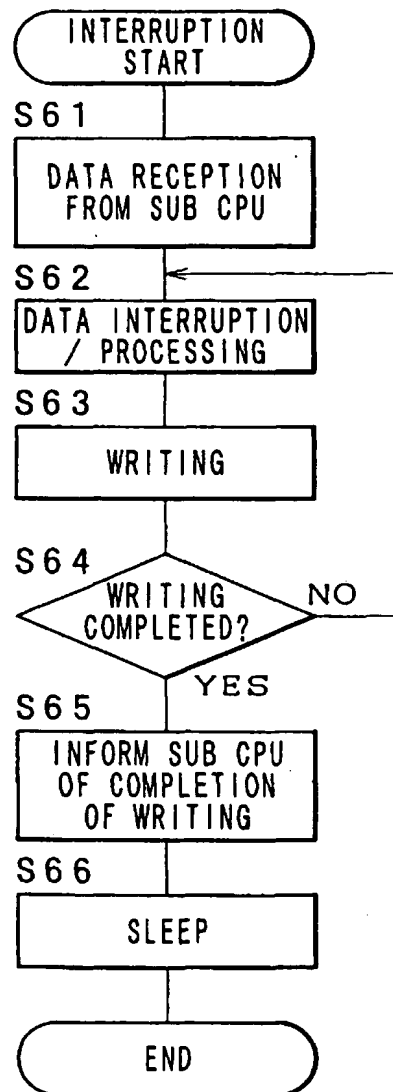 INTERRUPTION
START
S61
DATA RECEPTION
FROM SUB CPU
S62
DATA INTERRUPTION
/ PROCESSING
S63
WRITING
S64
WRITING
COMPLETED?
NO
YES
S65
INFORM SUB CPU
OF COMPLETION
OF WRITING
S66
SLEEP
END